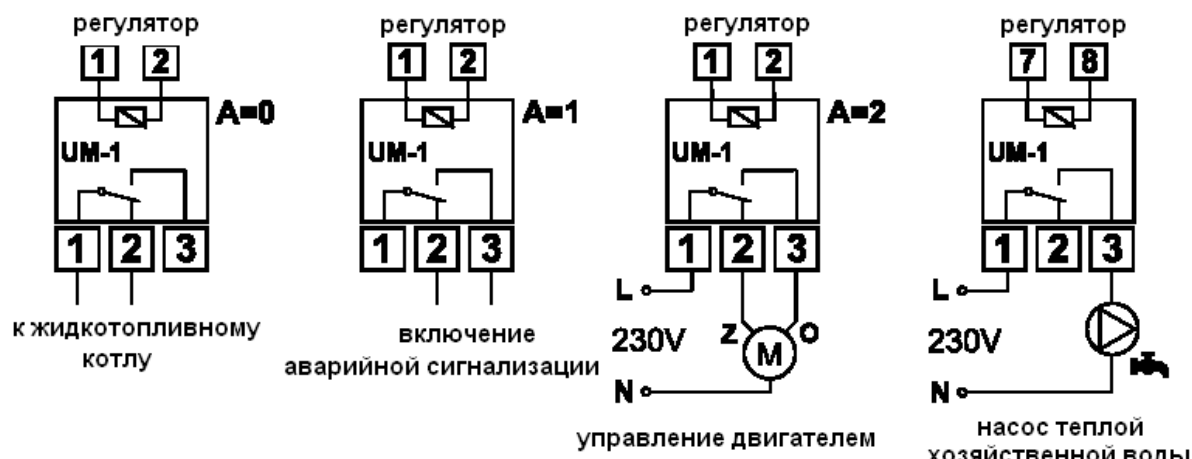 регулятор
1 2
A=0
UM-1
1 2 3
к жидкотопливному
котлу
регулятор
1 2
A=1
UM-1
1 2 3
включение
аварийной сигнализации
регулятор
1 2
A=2
UM-1
1 2 3
L
230V
Z M O
N
управление двигателем
регулятор
7 8
UM-1
1 2 3
L
230V
N
насос теплой
хозяйственной воды